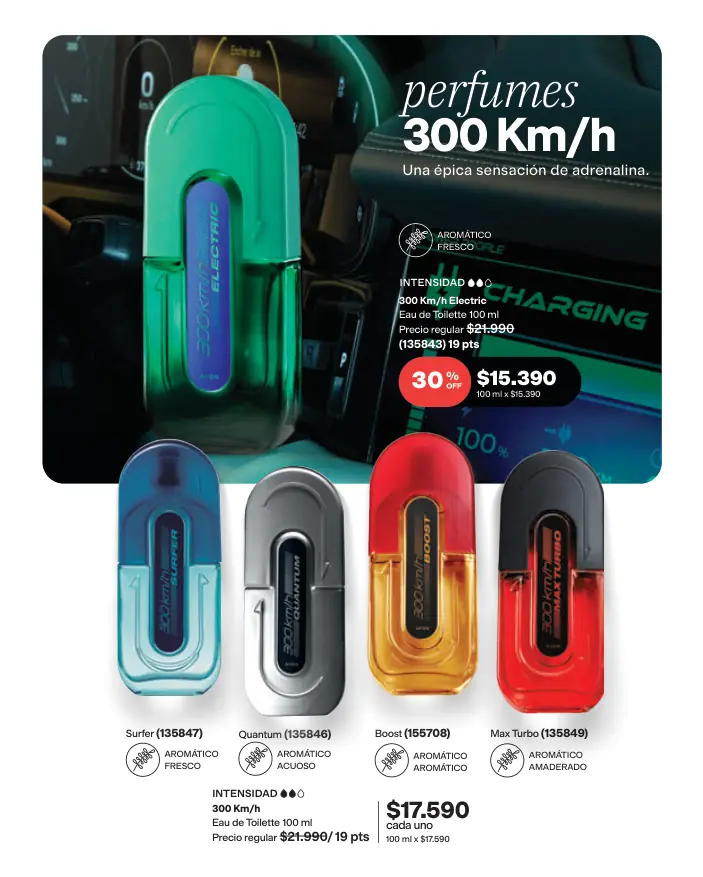 300
0
km/h
perfumes
300 Km/h
Una épica sensación de adrenalina.
AROMÁTICO
FRESCO
INTENSIDAD
300 Km/h Electric
Eau de Toilette 100 ml
Precio regular $21.990
(135843) 19 pts
30 % OFF
$15.390
100 ml x $15.390
CHARGING
100 %
300 km/h ELECTRIC
AVON
300 km/h SURFER
300 km/h QUANTUM
300 km/h BOOST
300 km/h MAX TURBO
Surfer (135847)
AROMÁTICO
FRESCO
Quantum (135846)
AROMÁTICO
ACUOSO
Boost (155708)
AROMÁTICO
AROMÁTICO
Max Turbo (135849)
AROMÁTICO
AMADERADO
INTENSIDAD
300 Km/h
Eau de Toilette 100 ml
Precio regular $21.990/ 19 pts
$17.590
cada uno
100 ml x $17.590